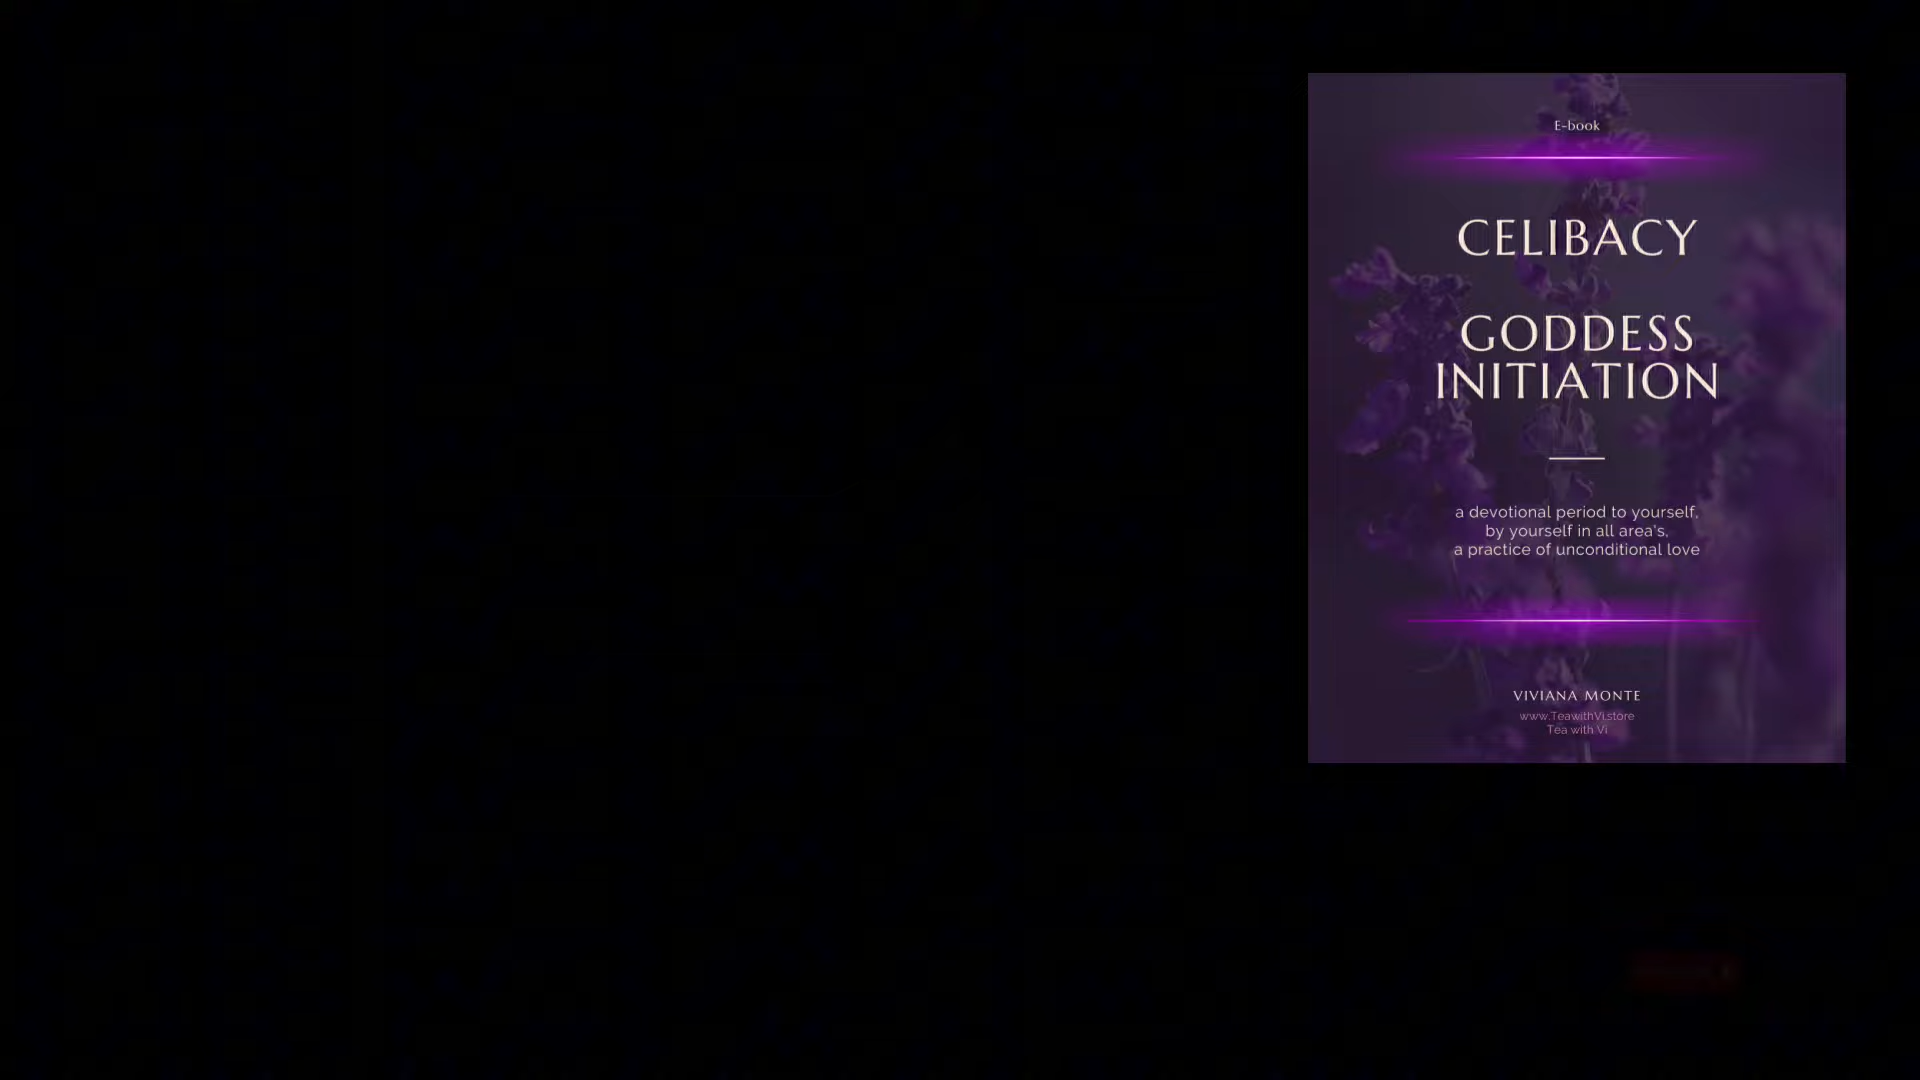 E-book
CELIBACY
GODDESS
INITIATION
a devotional period to yourself,
by yourself in all area's,
a practice of unconditional love
VIVIANA MONTE
www.TeawithVi.store
Tea with Vi